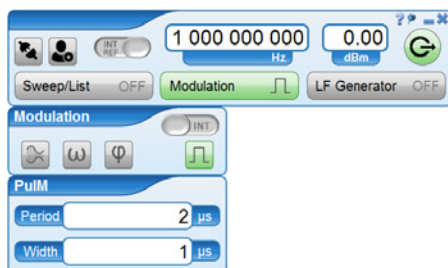 INT
REF
1 000 000 000
Hz
0.00
dBm
Sweep/List OFF
Modulation
LF Generator OFF
Modulation
INT
ω φ
PulM
Period 2 µs
Width 1 µs